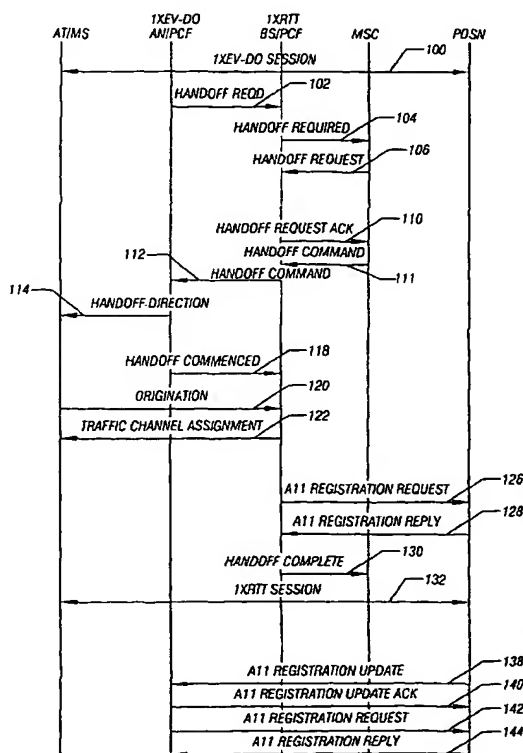 1XEV-DO 1XRTT
AT/MS AN/PCF BS/PCF MSC PDSN
1XEV-DO SESSION 100
HANDOFF REQD 102
HANDOFF REQUIRED 104
HANDOFF REQUEST 106
HANDOFF REQUEST ACK 110
112 HANDOFF COMMAND
HANDOFF COMMAND 111
114 HANDOFF-DIRECTION
HANDOFF COMMENCED 118
ORIGINATION 120
TRAFFIC CHANNEL ASSIGNMENT 122
A11 REGISTRATION REQUEST 126
A11 REGISTRATION REPLY 128
HANDOFF COMPLETE 130
1XRTT SESSION 132
A11 REGISTRATION UPDATE 138
A11 REGISTRATION UPDATE ACK 140
A11 REGISTRATION REQUEST 142
A11 REGISTRATION REPLY 144